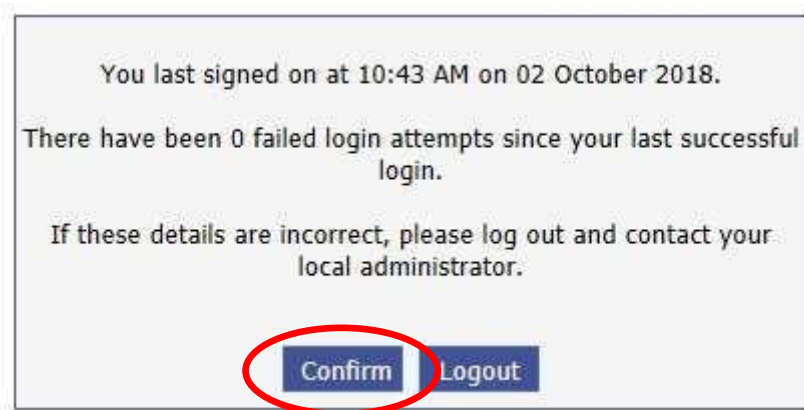 You last signed on at 10:43 AM on 02 October 2018.
There have been 0 failed login attempts since your last successful
login.
If these details are incorrect, please log out and contact your
local administrator.
Confirm Logout